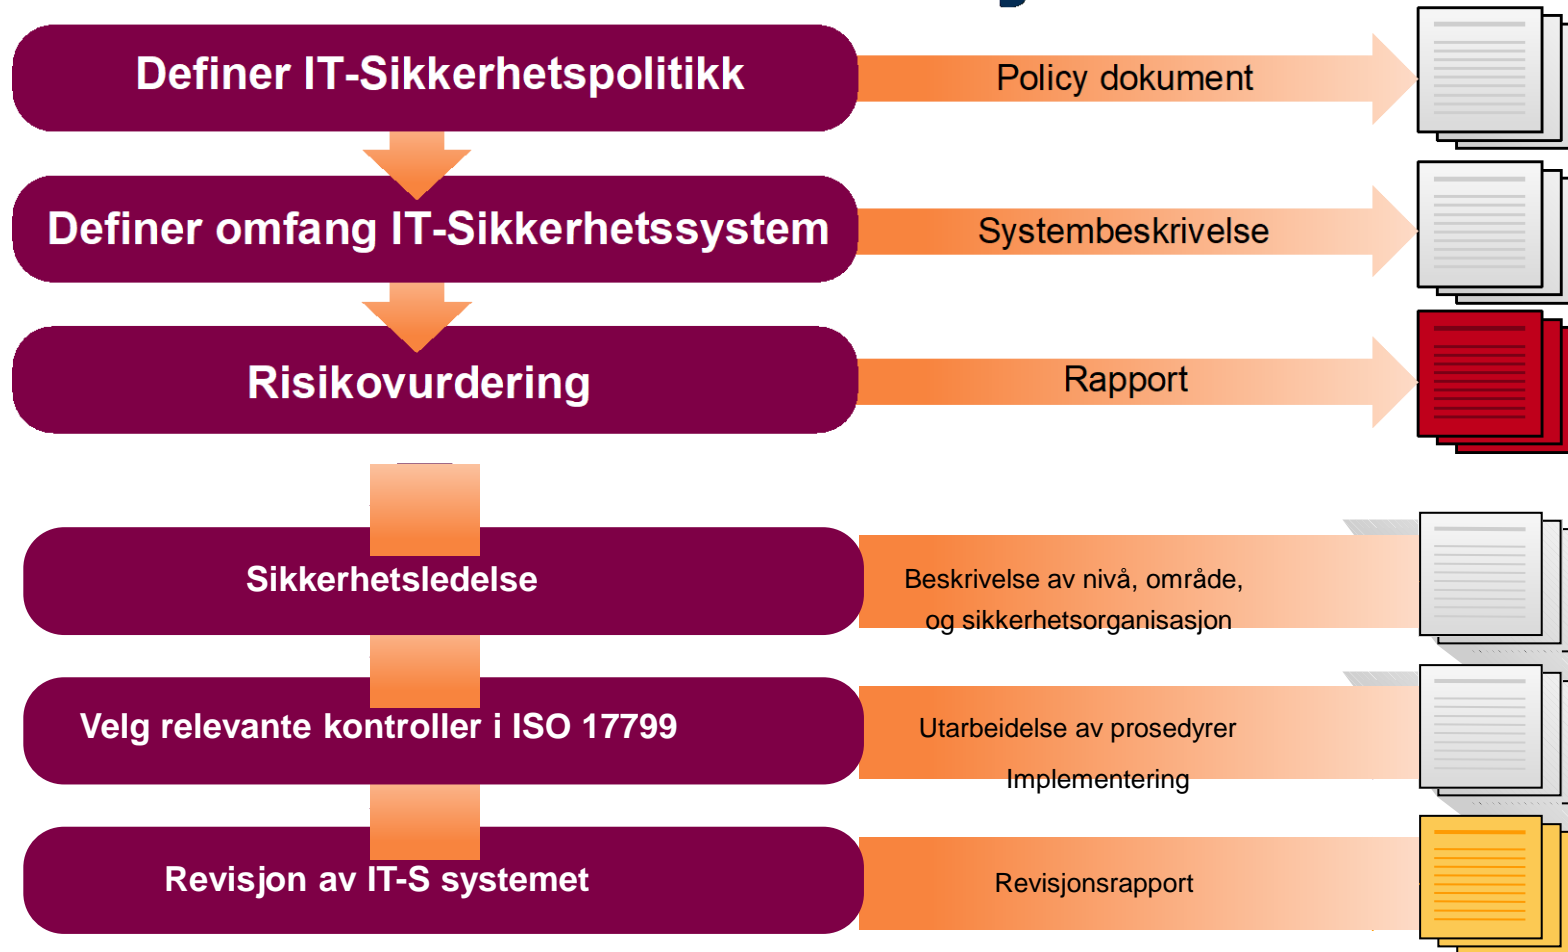 Definer IT-Sikkerhetspolitikk
Policy dokument
Definer omfang IT-Sikkerhetssystem
Systembeskrivelse
Risikovurdering
Rapport
Sikkerhetsledelse
Beskrivelse av nivå, område,
og sikkerhetsorganisasjon
Velg relevante kontroller i ISO 17799
Utarbeidelse av prosedyrer
Implementering
Revisjon av IT-S systemet
Revisjonsrapport